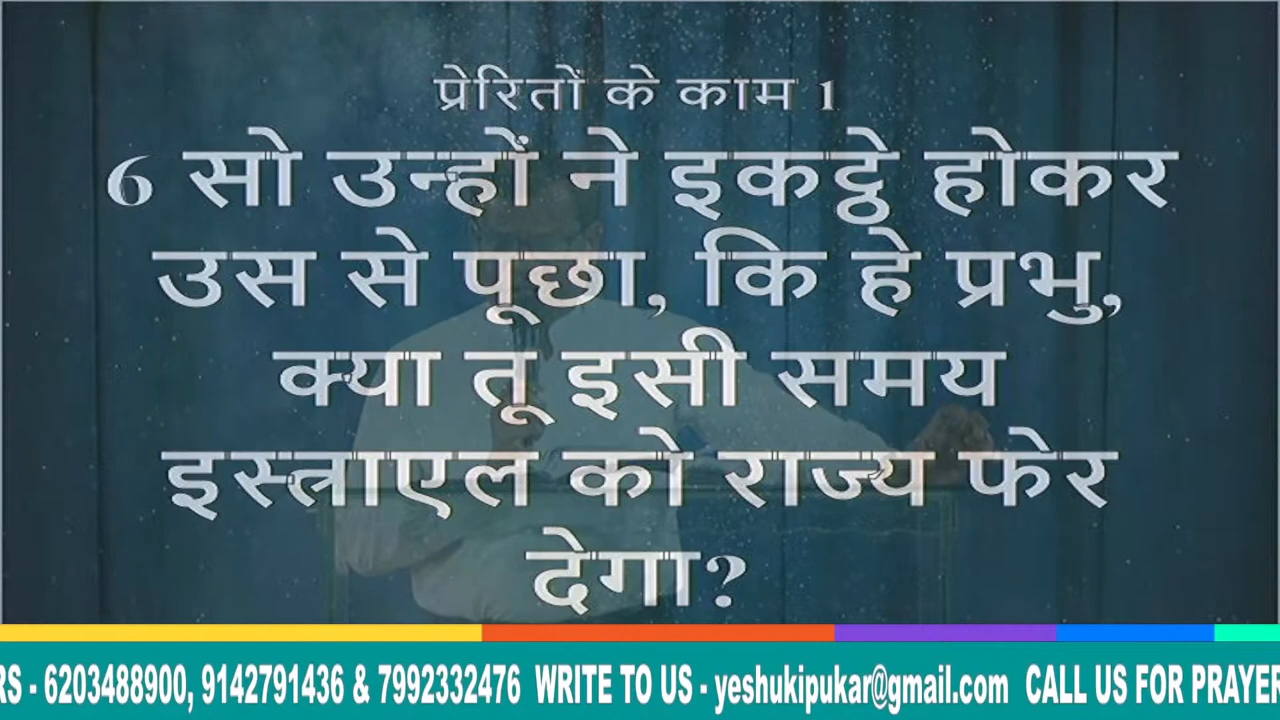 प्रेरितों के काम 1
6 सो उन्हों ने इकट्ठे होकर
उस से पूछा, कि हे प्रभु,
क्या तू इसी समय
इस्त्राएल को राज्य फेर
देगा?
RS - 6203488900, 9142791436 & 7992332476 WRITE TO US - yeshukipukar@gmail.com CALL US FOR PRAYER